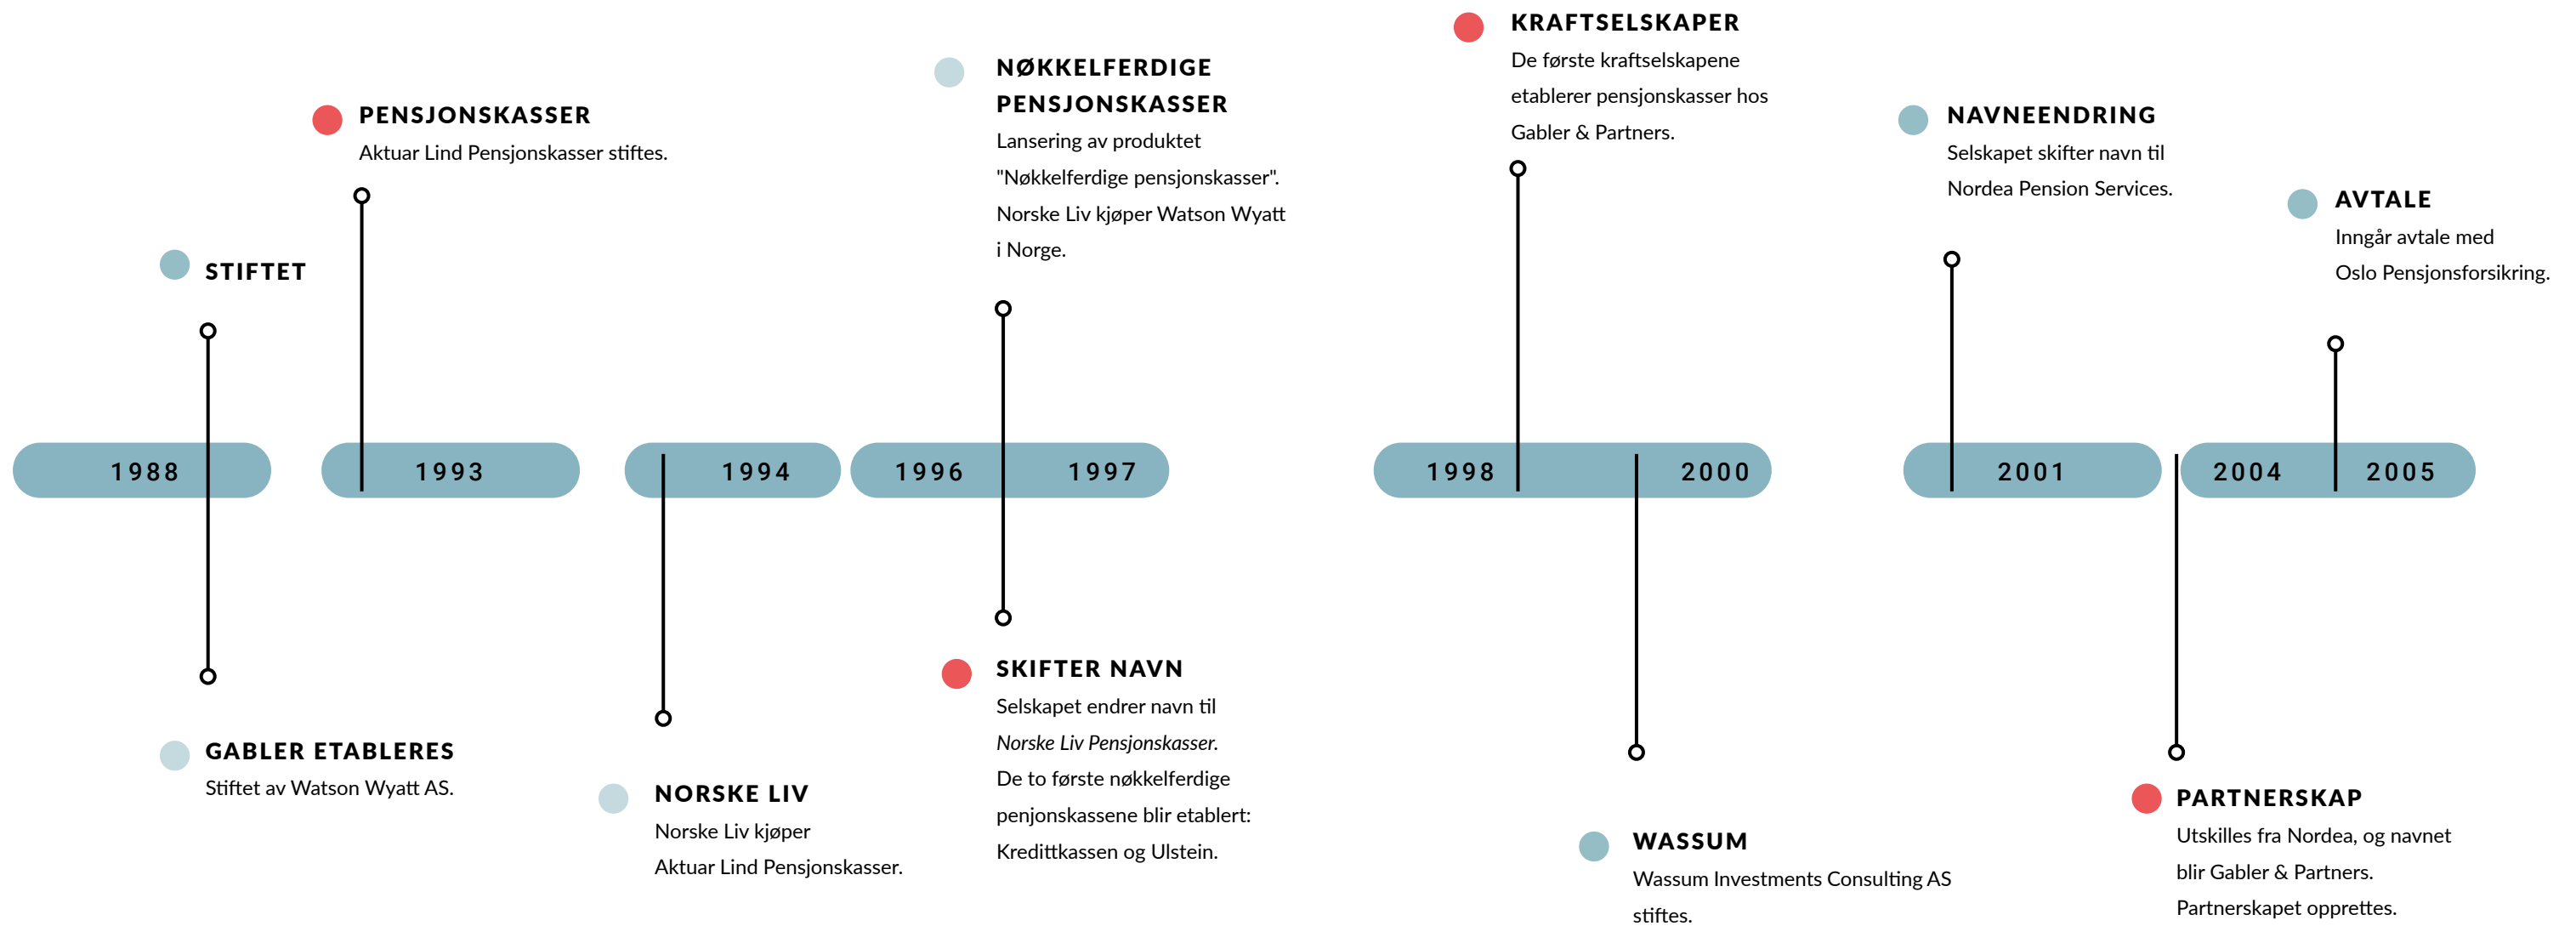 KRAFTSELSKAPER
De første kraftselskapene
etablerer pensjonskasser hos
Gabler & Partners.
NØKKELFERDIGE
PENSJONSKASSER
Lansering av produktet
"Nøkkelferdige pensjonskasser".
Norske Liv kjøper Watson Wyatt
i Norge.
PENSJONSKASSER
Aktuar Lind Pensjonskasser stiftes.
NAVNEENDRING
Selskapet skifter navn til
Nordea Pension Services.
AVTALE
Inngår avtale med
Oslo Pensjonsforsikring.
STIFTET
1988
1993
1994
1996
1997
1998
2000
2001
2004
2005
GABLER ETABLERES
Stiftet av Watson Wyatt AS.
NORSKE LIV
Norske Liv kjøper
Aktuar Lind Pensjonskasser.
SKIFTER NAVN
Selskapet endrer navn til
Norske Liv Pensjonskasser.
De to første nøkkelferdige
penjonskassene blir etablert:
Kredittkassen og Ulstein.
WASSUM
Wassum Investments Consulting AS
stiftes.
PARTNERSKAP
Utskilles fra Nordea, og navnet
blir Gabler & Partners.
Partnerskapet opprettes.